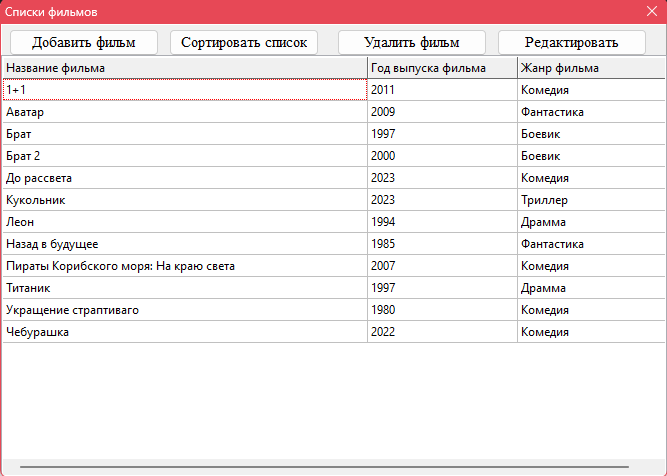 Списки фильмов
Добавить фильм Сортировать список Удалить фильм Редактировать
Название фильма Год выпуска фильма Жанр фильма
1+1 2011 Комедия
Аватар 2009 Фантастика
Брат 1997 Боевик
Брат 2 2000 Боевик
До рассвета 2023 Комедия
Кукольник 2023 Триллер
Леон 1994 Драмма
Назад в будущее 1985 Фантастика
Пираты Корибского моря: На краю света 2007 Комедия
Титаник 1997 Драмма
Укращение страптиваго 1980 Комедия
Чебурашка 2022 Комедия